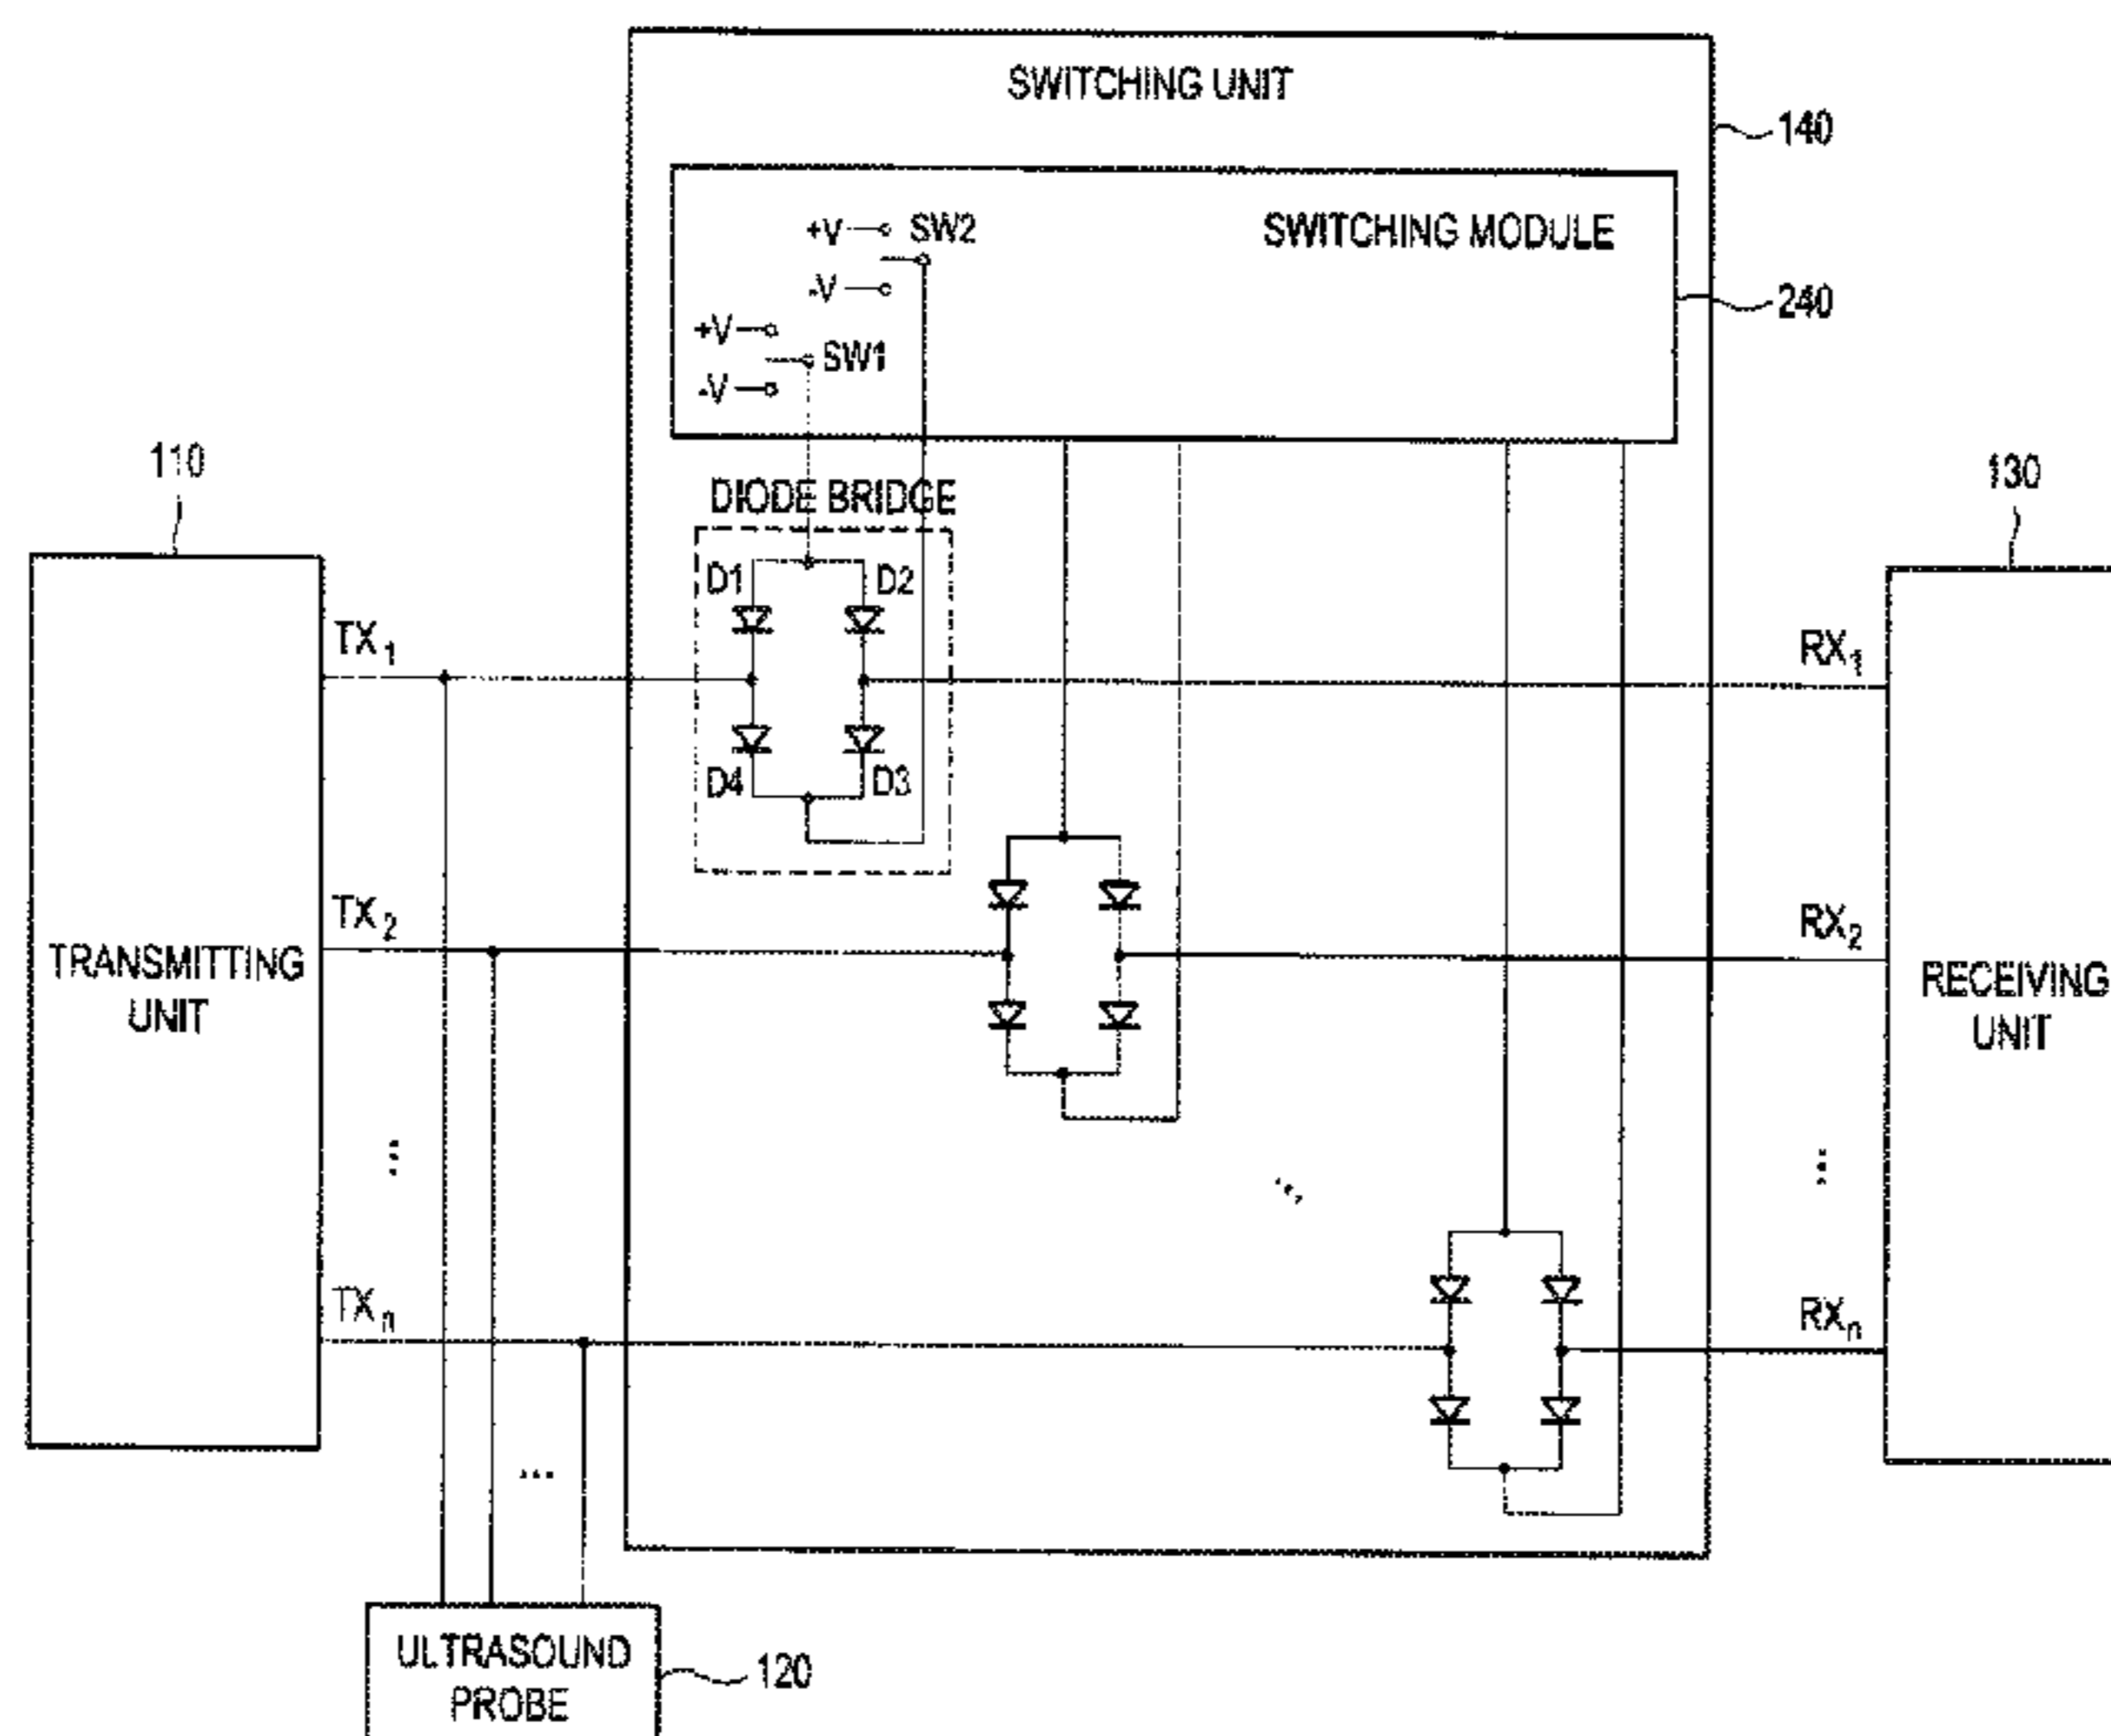 SWITCHING UNIT
140
+V SW2
SWITCHING MODULE
-V
240
+V
SW1
-V
110
DIODE BRIDGE
130
D1 D2
TX1
RX1
D4 D3
TX2
RX2
TRANSMITTING
UNIT
RECEIVING
UNIT
TXn
RXn
ULTRASOUND
PROBE
120